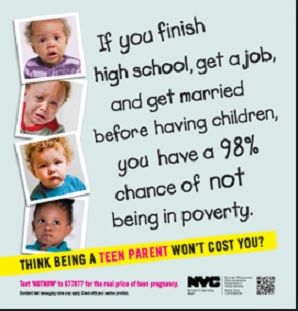 If you finish
high school, get a job,
and get married
before having children,
you have a 98%
chance of not
being in poverty.
THINK BEING A TEEN PARENT WON'T COST YOU?
Text 'NOTNOW' to 877877 for the real price of teen pregnancy.
NYC